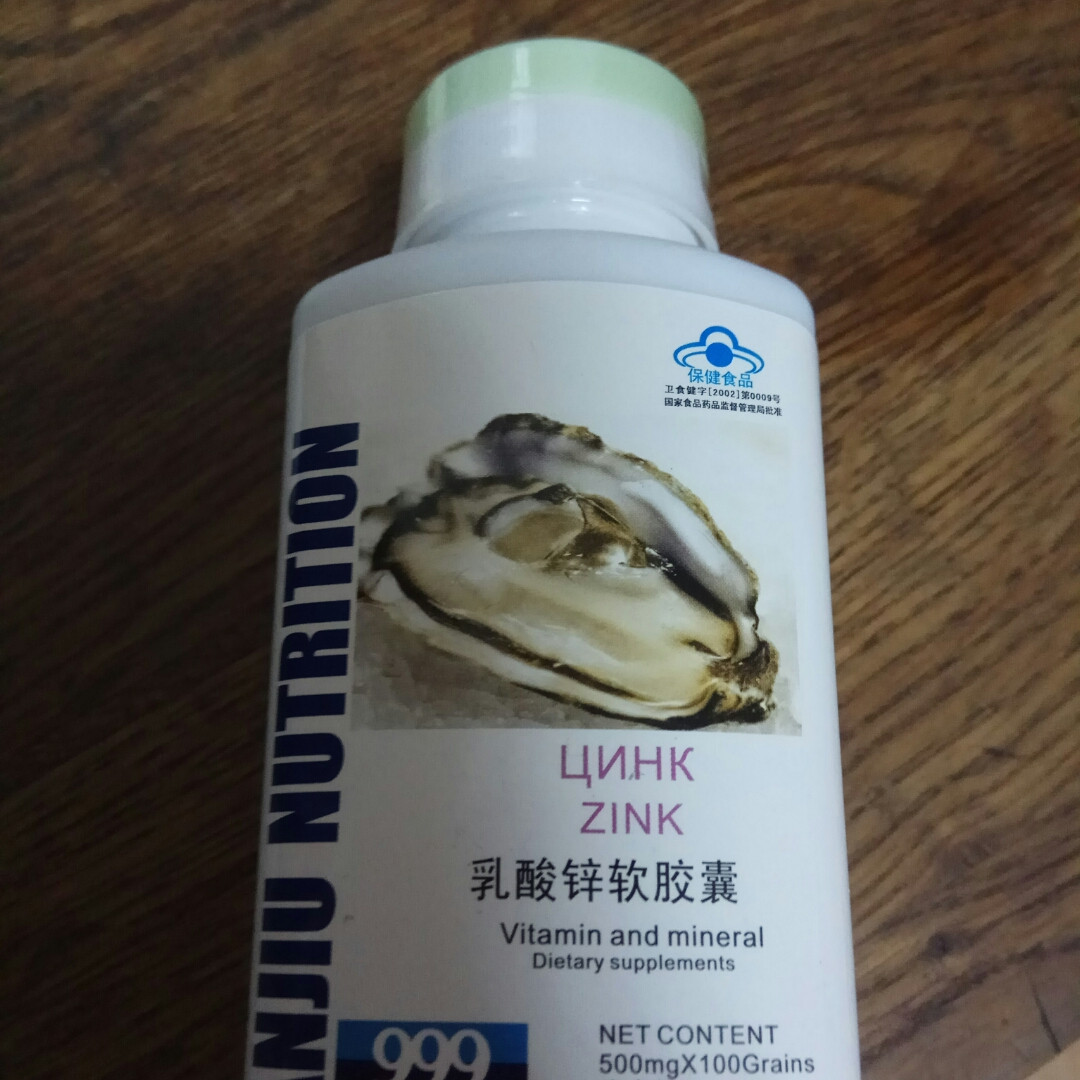 保健食品
卫食健字[2002]第0009号
国家食品药品监督管理局批准
ANJIU NUTRITION
ЦИНК
ZINK
乳酸锌软胶囊
Vitamin and mineral
Dietary supplements
999
NET CONTENT
500mgX100Grains